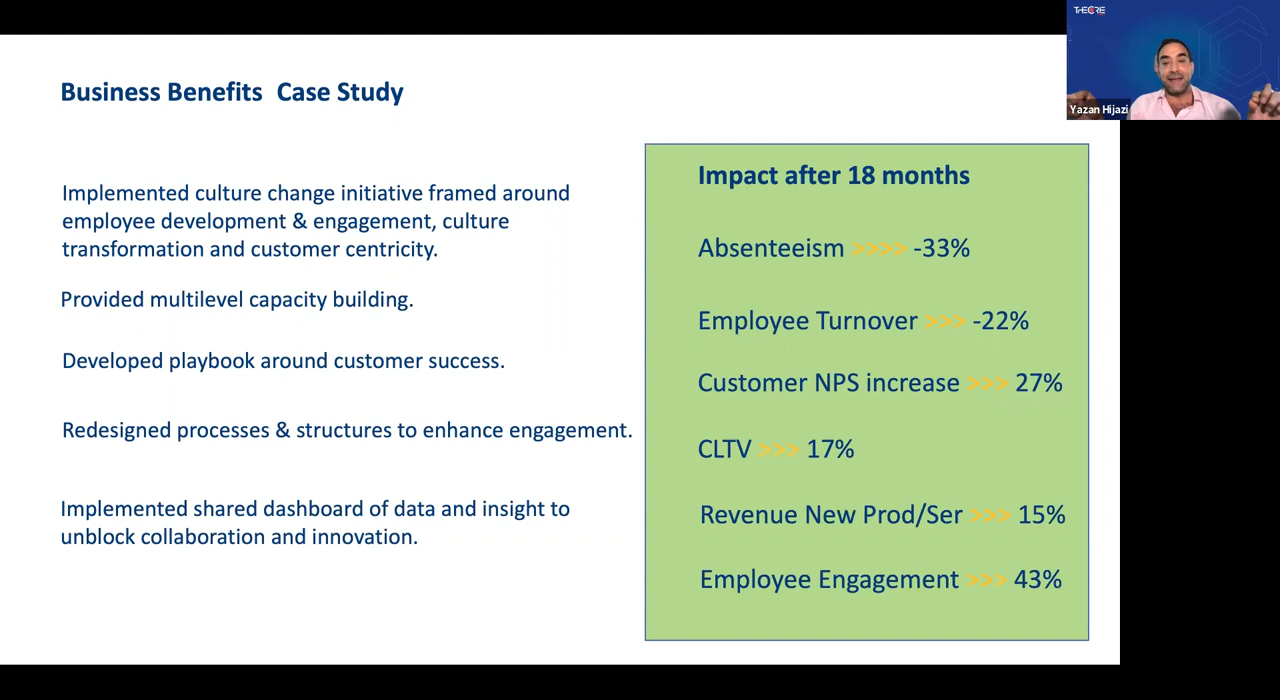 THECORE
Yazan Hijazi
Business Benefits  Case Study
Implemented culture change initiative framed around
employee development & engagement, culture
transformation and customer centricity.
Provided multilevel capacity building.
Developed playbook around customer success.
Redesigned processes & structures to enhance engagement.
Implemented shared dashboard of data and insight to
unblock collaboration and innovation.
Impact after 18 months
Absenteeism >>>> -33%
Employee Turnover >>> -22%
Customer NPS increase >>> 27%
CLTV >>> 17%
Revenue New Prod/Ser >>> 15%
Employee Engagement >>> 43%